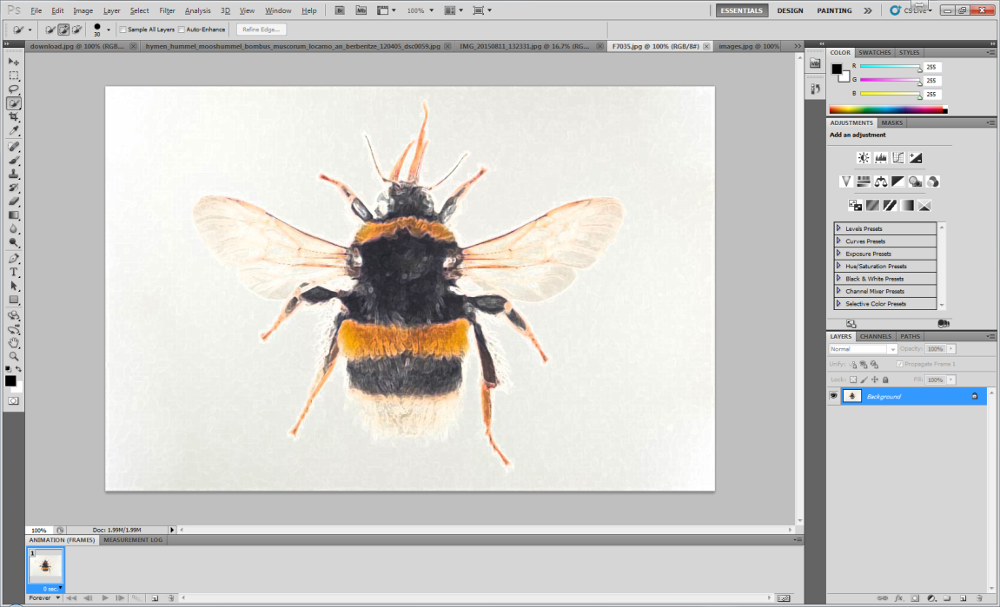 Ps File Edit Image Layer Select Filter Analysis 3D View Window Help Br Mb 100% ESSENTIALS DESIGN PAINTING >> CS Live
30 Sample All Layers Auto-Enhance Refine Edge...
download.jpg @ 100% (RGB... hymen_hummel_mooshummel_bombus_muscorum_locarno_an_berberitze_120405_dsc0059.jpg IMG_20150811_132331.jpg @ 16.7% (RG... F7035.jpg @ 100% (RGB/8#) images.jpg @ 100% >>
COLOR SWATCHES STYLES
Mb
R 255
G 255
B 255
ADJUSTMENTS MASKS
Add an adjustment
Levels Presets
Curves Presets
Exposure Presets
Hue/Saturation Presets
Black & White Presets
Channel Mixer Presets
Selective Color Presets
LAYERS CHANNELS PATHS
Normal Opacity: 100%
Unify: Propagate Frame 1
Lock: Fill: 100%
Background
T
100% Doc: 1.99M/1.99M
ANIMATION (FRAMES) MEASUREMENT LOG
1
0 sec.
Forever
fx